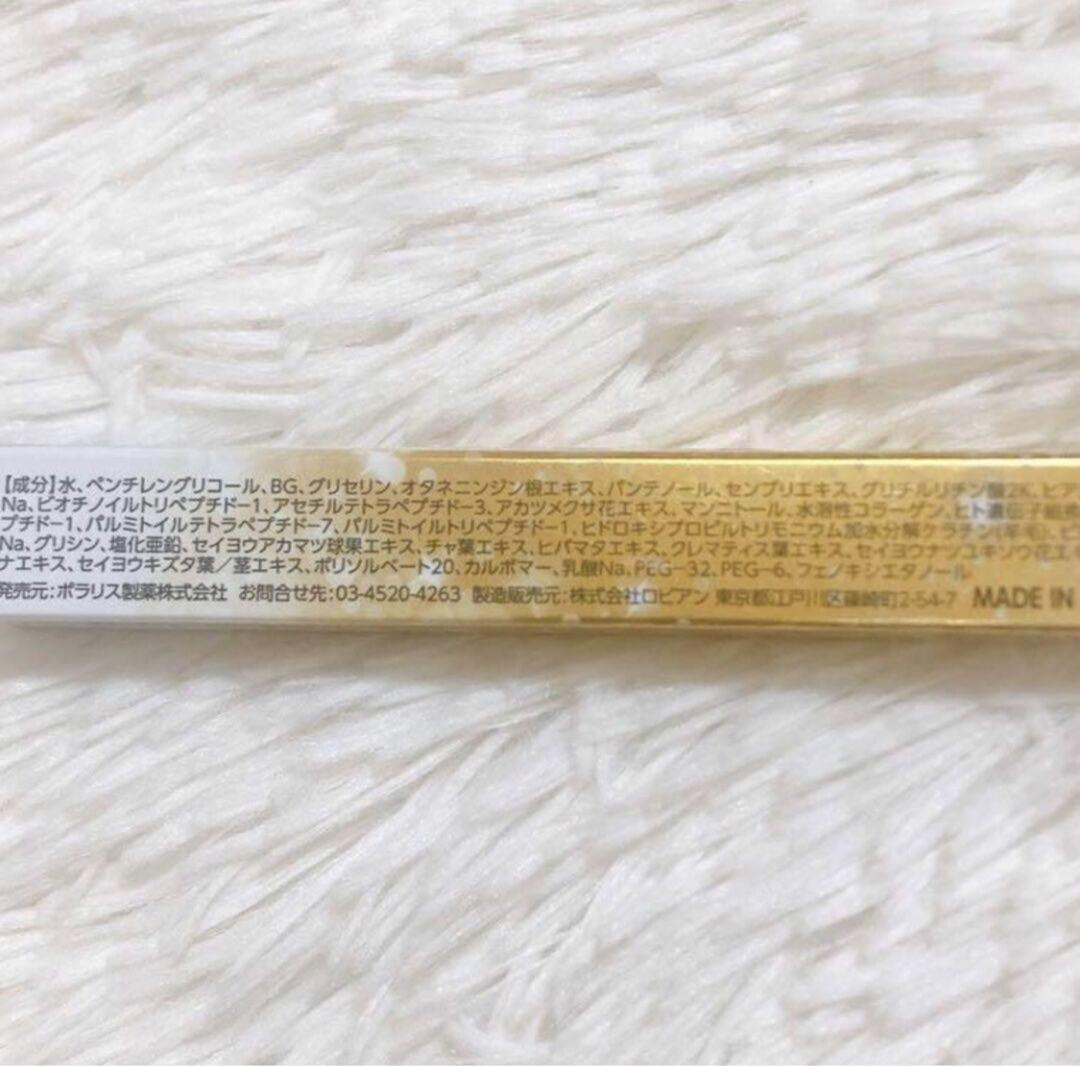 【成分】水、ペンチレングリコール、BG、グリセリン、オタネニンジン根エキス、パンテノール、センブリエキス、グリチルリチン酸2K、ヒア
Na、ビオチノイルトリペプチド-1、アセチルテトラペプチド-3、アカツメクサ花エキス、マンニトール、水溶性コラーゲン、ヒト遺伝子組換
プチド-1、パルミトイルテトラペプチド-7、パルミトイルトリペプチド-1、ヒドロキシプロピルトリモニウム加水分解ケラチン(羊毛)、ヒ
Na、グリシン、塩化亜鉛、セイヨウアカマツ球果エキス、チャ葉エキス、ヒバマタエキス、クレマティス葉エキス、セイヨウナツユキソウ花エキ
ナエキス、セイヨウキズタ葉/茎エキス、ポリソルベート20、カルボマー、乳酸Na、PEG-32、PEG-6、フェノキシエタノール
発売元:ポラリス製薬株式会社 お問合せ先:03-4520-4263 製造販売元:株式会社ロビアン 東京都江戸川区篠崎町2-54-7 MADE IN